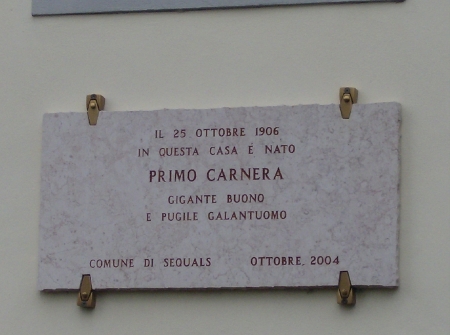 IL 25 OTTOBRE 1906
IN QUESTA CASA È NATO
PRIMO CARNERA
GIGANTE BUONO
E PUGILE GALANTUOMO
COMUNE DI SEQUALS OTTOBRE, 2004